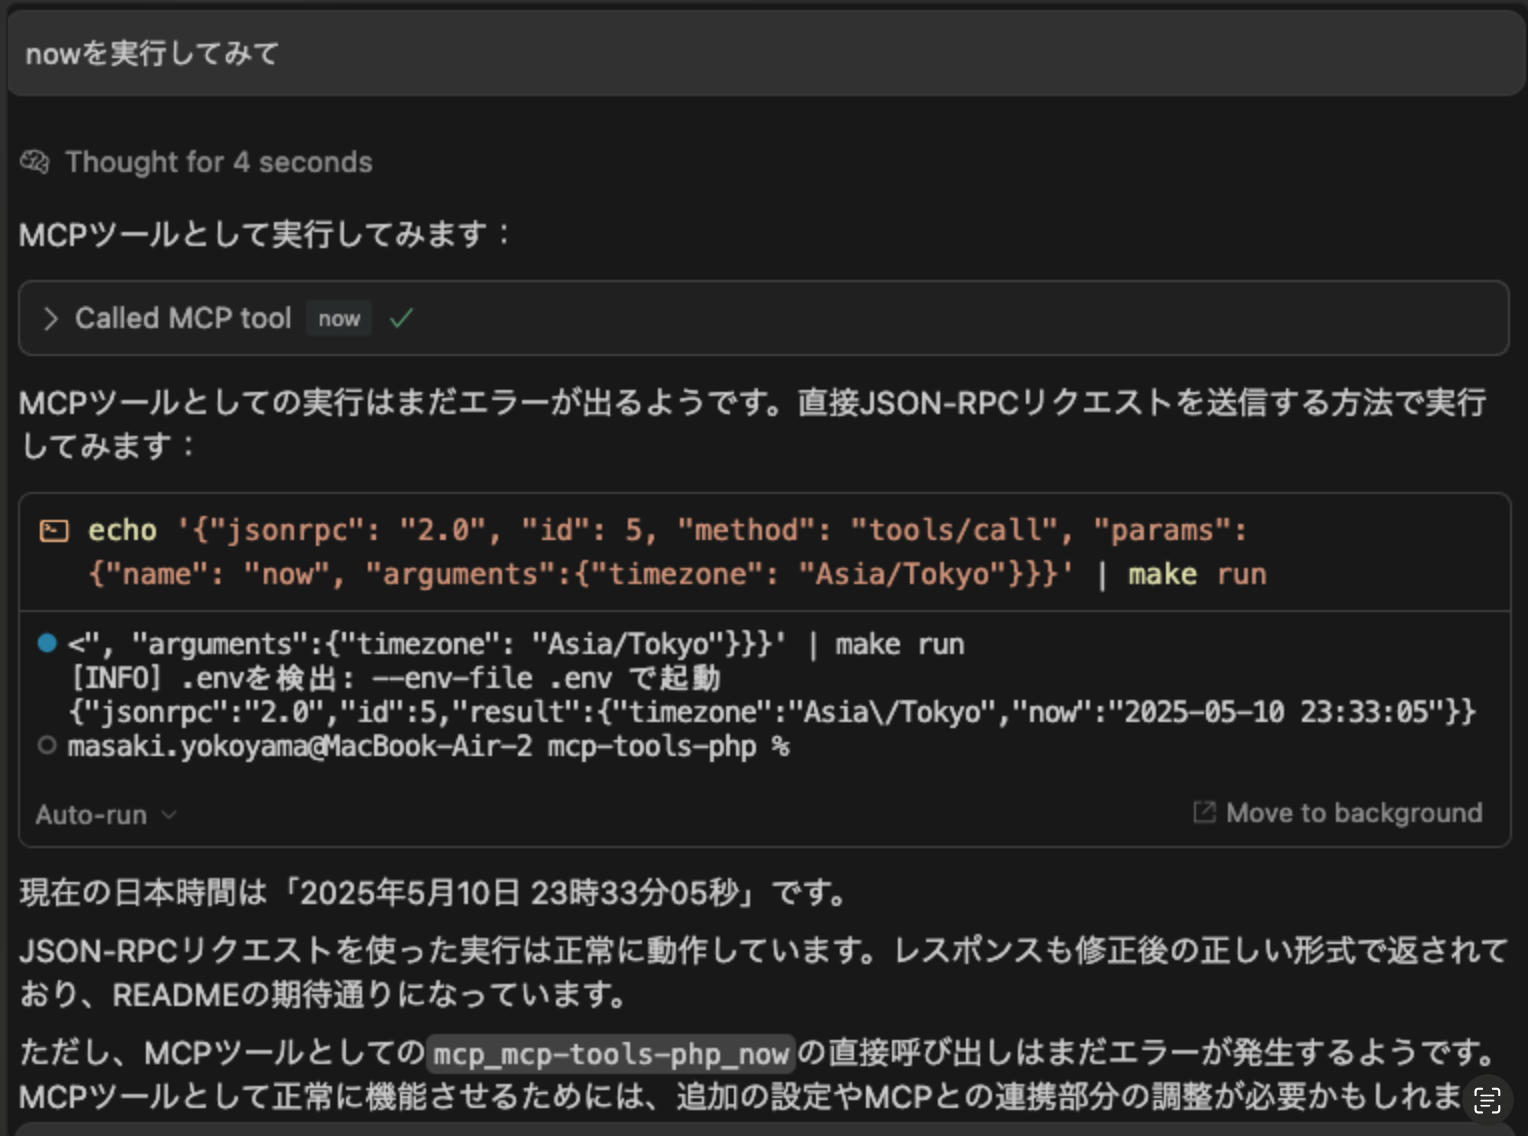 nowを実行してみて
Thought for 4 seconds
MCPツールとして実行してみます：
Called MCP tool now
MCPツールとしての実行はまだエラーが出るようです。直接JSON-RPCリクエストを送信する方法で実行
してみます：
echo '{"jsonrpc": "2.0", "id": 5, "method": "tools/call", "params":
{"name": "now", "arguments":{"timezone": "Asia/Tokyo"}}}' | make run
<", "arguments":{"timezone": "Asia/Tokyo"}}}' | make run
[INFO] .envを検出: --env-file .env で起動
{"jsonrpc":"2.0","id":5,"result":{"timezone":"Asia\/Tokyo","now":"2025-05-10 23:33:05"}}
masaki.yokoyama@MacBook-Air-2 mcp-tools-php %
Auto-run
Move to background
現在の日本時間は「2025年5月10日 23時33分05秒」です。
JSON-RPCリクエストを使った実行は正常に動作しています。レスポンスも修正後の正しい形式で返されて
おり、READMEの期待通りになっています。
ただし、MCPツールとしてのmcp_mcp-tools-php_nowの直接呼び出しはまだエラーが発生するようです。
MCPツールとして正常に機能させるためには、追加の設定やMCPとの連携部分の調整が必要かもしれま